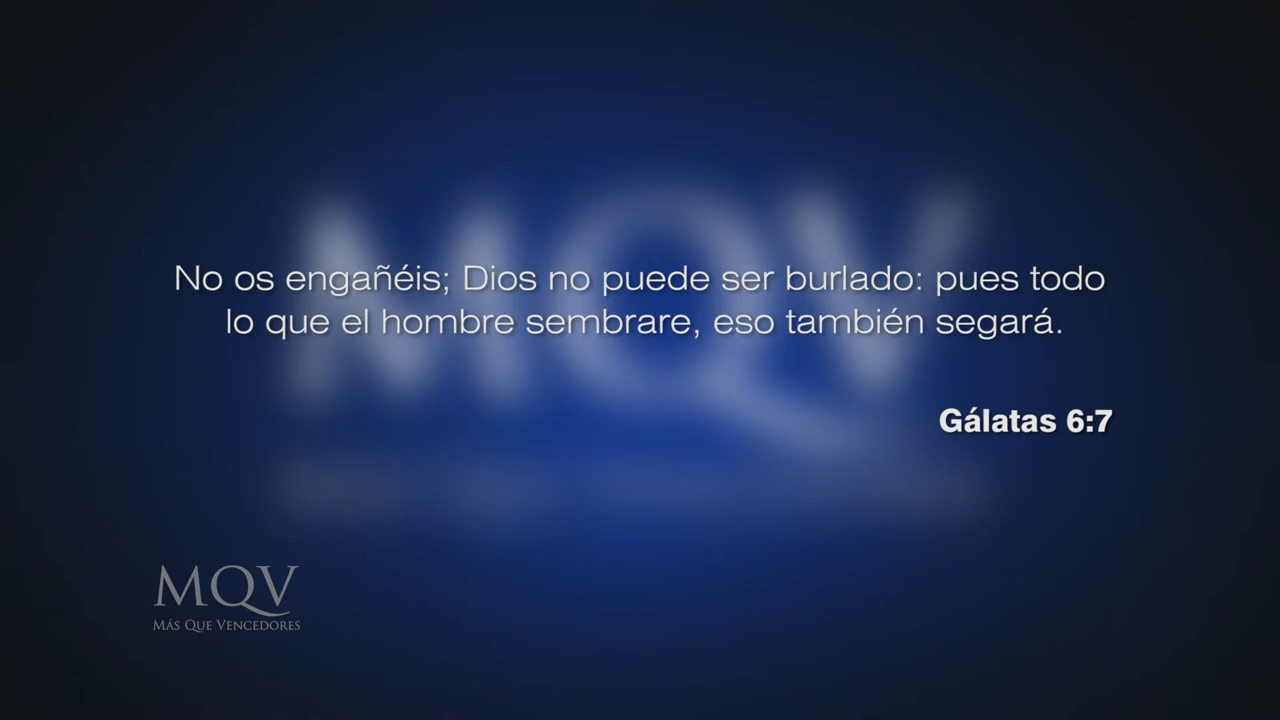 No os engañéis; Dios no puede ser burlado: pues todo
lo que el hombre sembrare, eso también segará.
Gálatas 6:7
MQV
MQV
MÁS QUE VENCEDORES